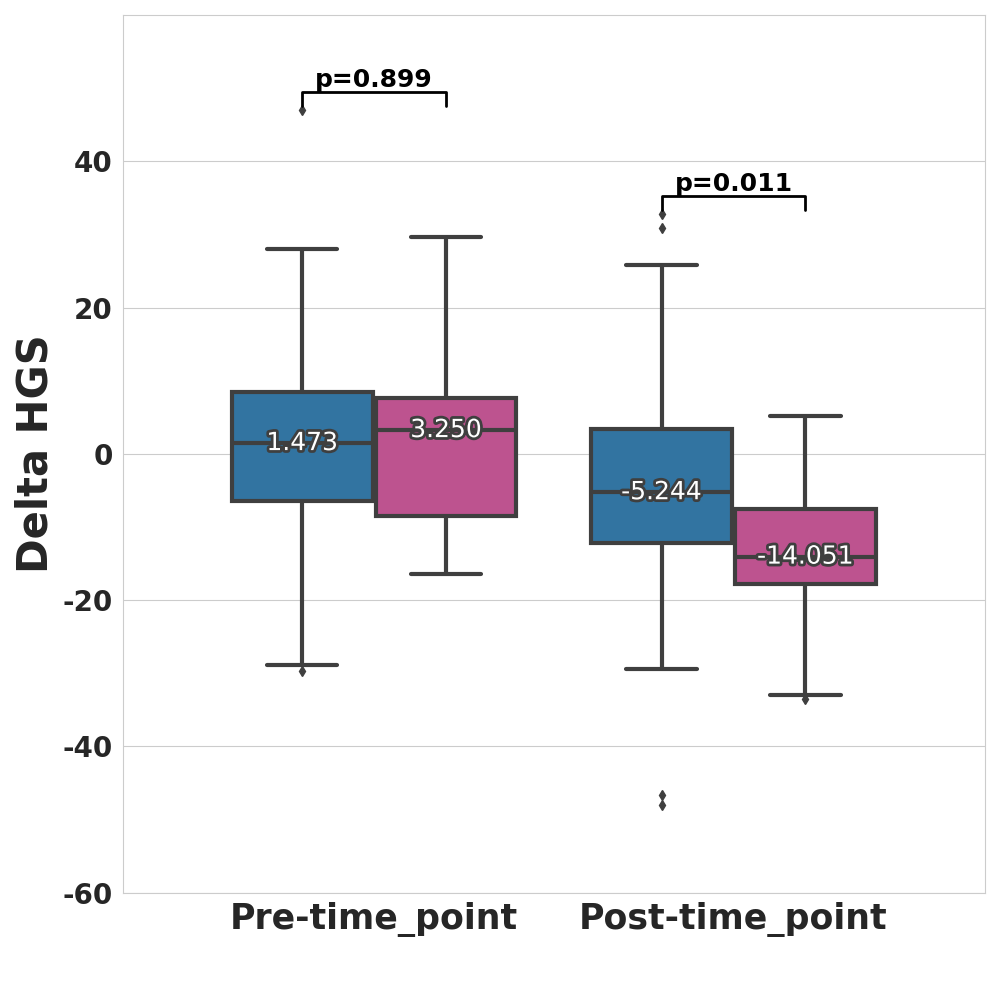 p=0.899
40
p=0.011
20
Delta HGS
1.473
3.250
0
-5.244
-14.051
-20
-40
-60
Pre-time_point
Post-time_point